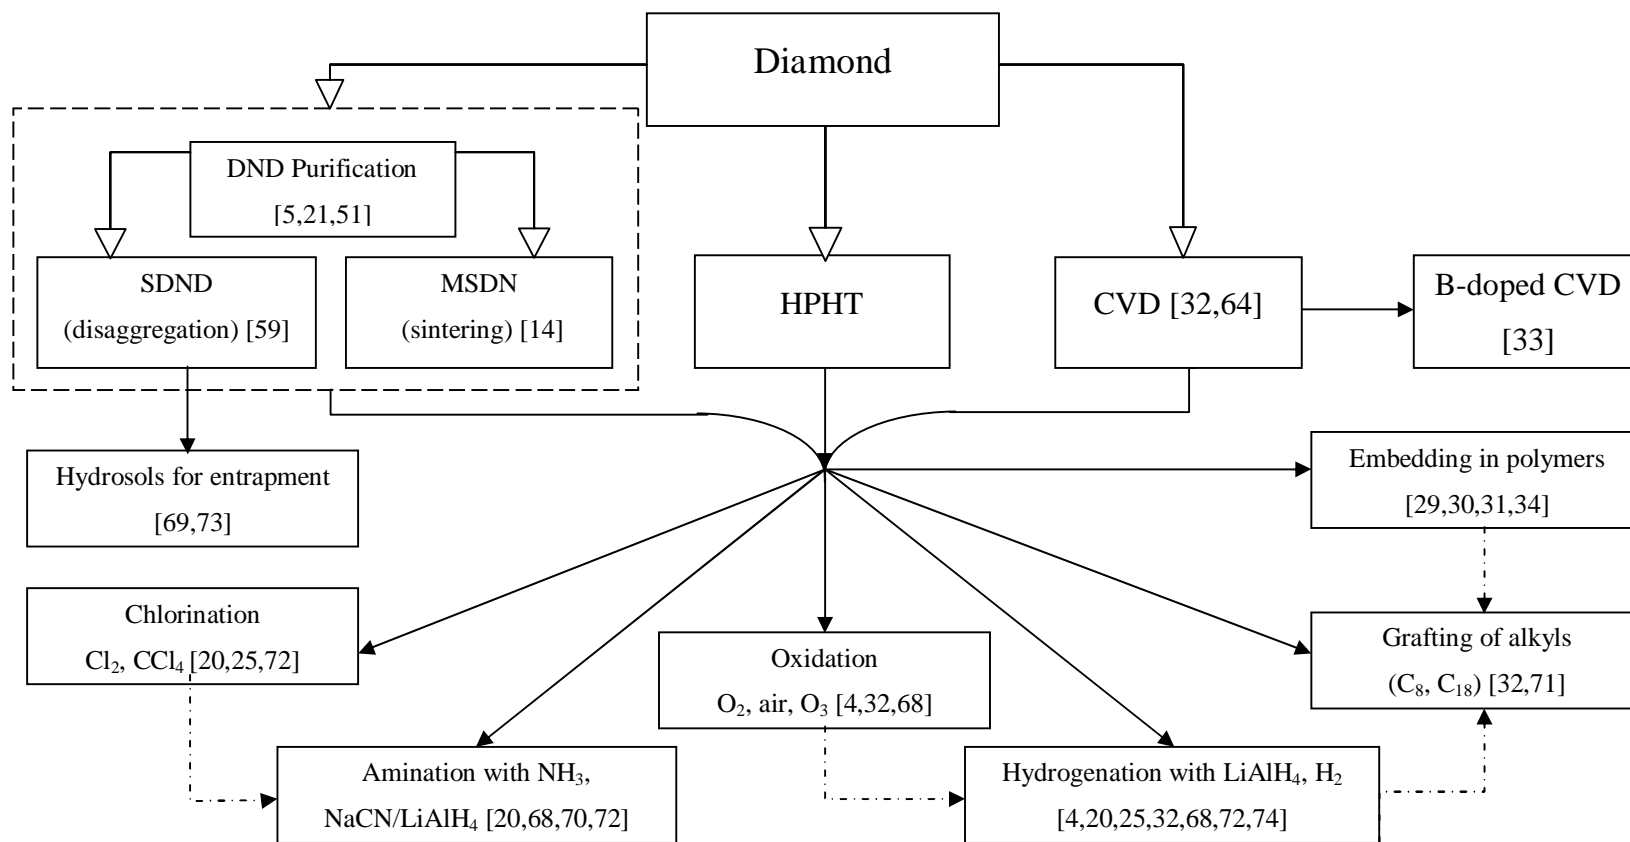 Diamond
DND Purification
[5,21,51]
SDND
(disaggregation) [59]
MSDN
(sintering) [14]
HPHT
CVD [32,64]
B-doped CVD
[33]
Hydrosols for entrapment
[69,73]
Embedding in polymers
[29,30,31,34]
Chlorination
Cl₂, CCl₄ [20,25,72]
Oxidation
O₂, air, O₃ [4,32,68]
Grafting of alkyls
(C₈, C₁₈) [32,71]
Amination with NH₃,
NaCN/LiAlH₄ [20,68,70,72]
Hydrogenation with LiAlH₄, H₂
[4,20,25,32,68,72,74]